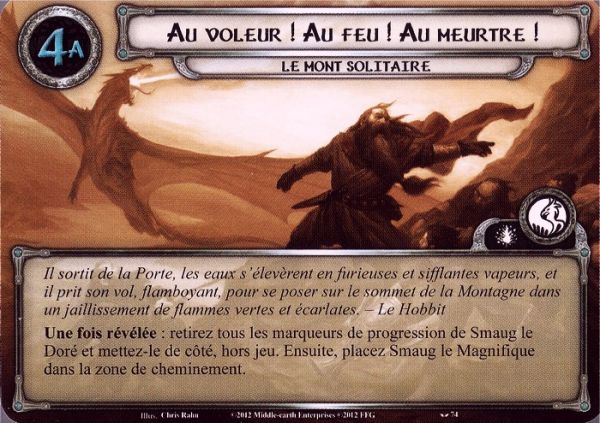 4A
Au voleur ! Au feu ! Au meurtre !
Le Mont Solitaire
Il sortit de la Porte, les eaux s'élevèrent en furieuses et sifflantes vapeurs, et
il prit son vol, flamboyant, pour se poser sur le sommet de la Montagne dans
un jaillissement de flammes vertes et écarlates. – Le Hobbit
Une fois révélée : retirez tous les marqueurs de progression de Smaug le
Doré et mettez-le de côté, hors jeu. Ensuite, placez Smaug le Magnifique
dans la zone de cheminement.
Illus. Chris Rahn ©2012 Middle-earth Enterprises ©2012 FFG 74